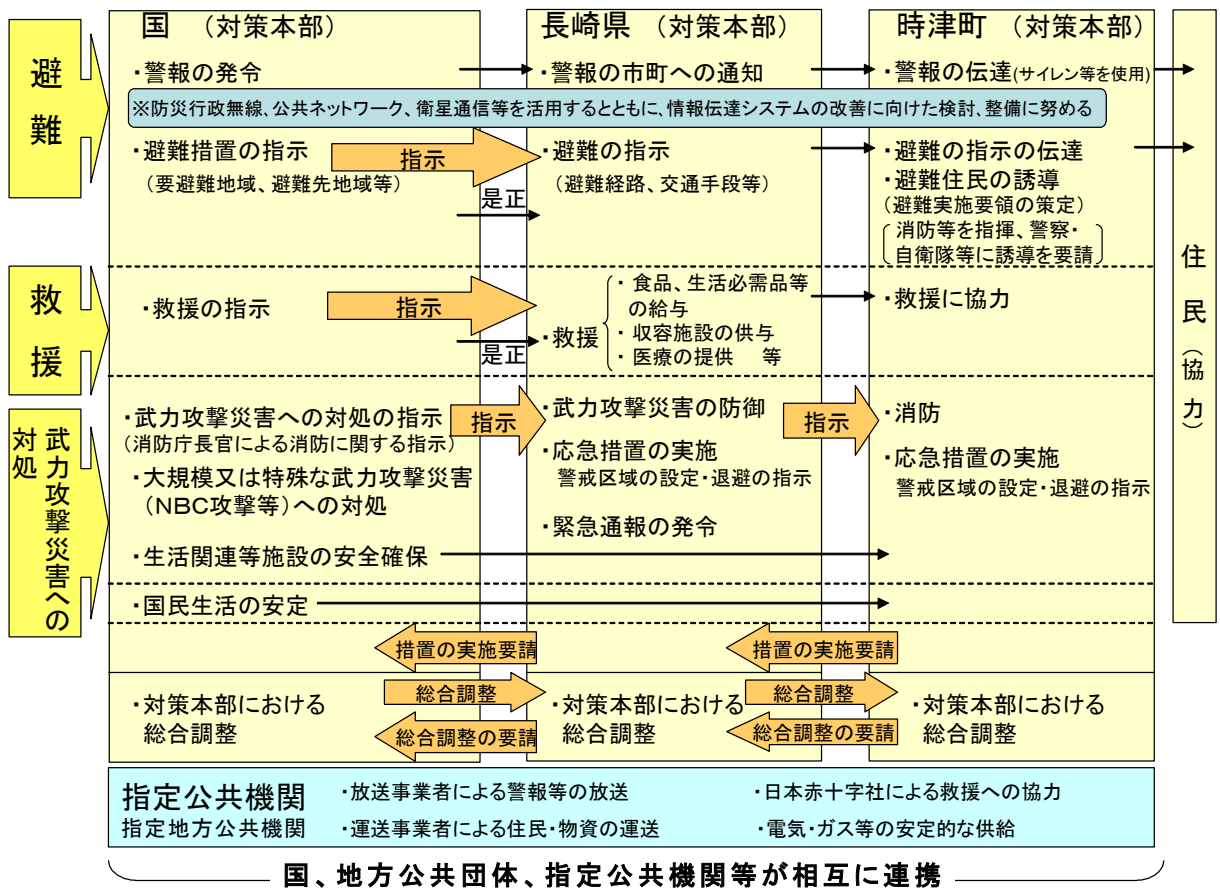 国 (対策本部)
長崎県 (対策本部)
時津町 (対策本部)
避難
・警報の発令
・警報の市町への通知
・警報の伝達(サイレン等を使用)
※防災行政無線、公共ネットワーク、衛星通信等を活用するとともに、情報伝達システムの改善に向けた検討、整備に努める
・避難措置の指示
(要避難地域、避難先地域等)
指示
是正
・避難の指示
(避難経路、交通手段等)
・避難の指示の伝達
・避難住民の誘導
(避難実施要領の策定)
消防等を指揮、警察・
自衛隊等に誘導を要請
住民(協力)
救援
・救援の指示
指示
是正
・救援
・食品、生活必需品等
の給与
・収容施設の供与
・医療の提供 等
・救援に協力
武力攻撃災害への
対処
・武力攻撃災害への対処の指示
(消防庁長官による消防に関する指示)
・大規模又は特殊な武力攻撃災害
(NBC攻撃等)への対処
・生活関連等施設の安全確保
指示
・武力攻撃災害の防御
・応急措置の実施
警戒区域の設定・退避の指示
・緊急通報の発令
指示
・消防
・応急措置の実施
警戒区域の設定・退避の指示
・国民生活の安定
措置の実施要請
措置の実施要請
・対策本部における
総合調整
総合調整
総合調整の要請
・対策本部における
総合調整
総合調整
総合調整の要請
・対策本部における
総合調整
指定公共機関
指定地方公共機関
・放送事業者による警報等の放送
・運送事業者による住民・物資の運送
・日本赤十字社による救援への協力
・電気・ガス等の安定的な供給
国、地方公共団体、指定公共機関等が相互に連携